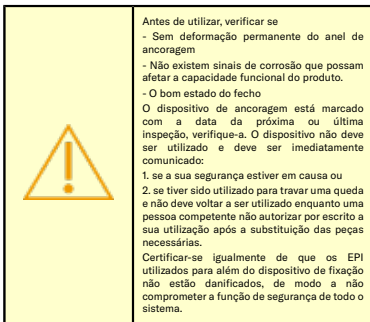 Antes de utilizar, verificar se
- Sem deformação permanente do anel de
ancoragem
- Não existem sinais de corrosão que possam
afetar a capacidade funcional do produto.
- O bom estado do fecho
O dispositivo de ancoragem está marcado
com a data da próxima ou última
inspeção, verifique-a. O dispositivo não deve
ser utilizado e deve ser imediatamente
comunicado:
1. se a sua segurança estiver em causa ou
2. se tiver sido utilizado para travar uma queda
e não deve voltar a ser utilizado enquanto uma
pessoa competente não autorizar por escrito a
sua utilização após a substituição das peças
necessárias.
Certificar-se igualmente de que os EPI
utilizados para além do dispositivo de fixação
não estão danificados, de modo a não
comprometer a função de segurança de todo o
sistema.